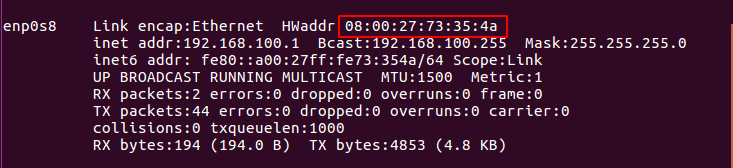 enp0s8 Link encap:Ethernet HWaddr 08:00:27:73:35:4a
inet addr:192.168.100.1 Bcast:192.168.100.255 Mask:255.255.255.0
inet6 addr: fe80::a00:27ff:fe73:354a/64 Scope:Link
UP BROADCAST RUNNING MULTICAST MTU:1500 Metric:1
RX packets:2 errors:0 dropped:0 overruns:0 frame:0
TX packets:44 errors:0 dropped:0 overruns:0 carrier:0
collisions:0 txqueuelen:1000
RX bytes:194 (194.0 B) TX bytes:4853 (4.8 KB)